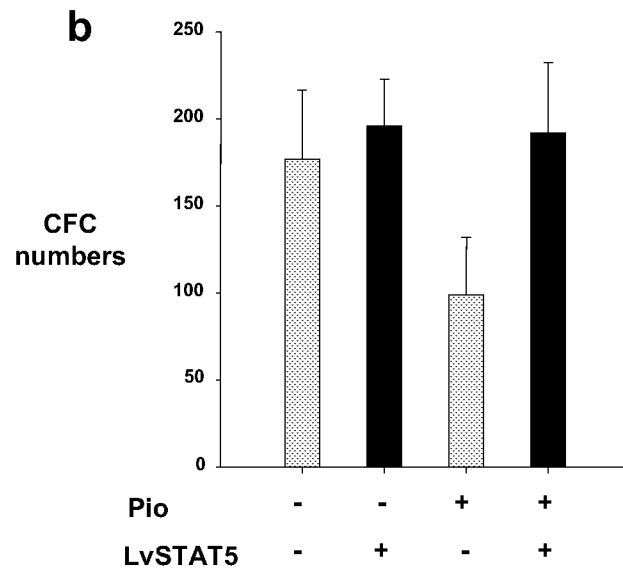 b
250
200
150
100
50
0
CFC
numbers
Pio - - + +
LvSTAT5 - + - +